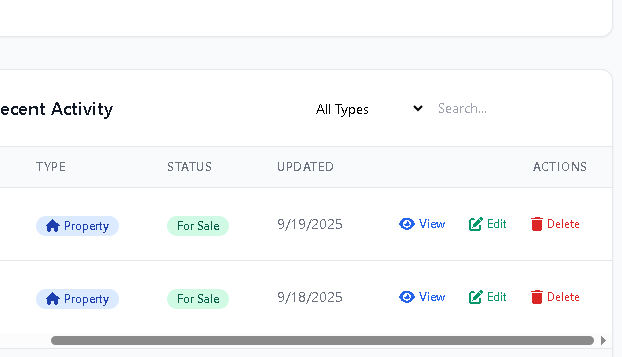 ecent Activity All Types Search...
TYPE STATUS UPDATED ACTIONS
Property For Sale 9/19/2025 View Edit Delete
Property For Sale 9/18/2025 View Edit Delete